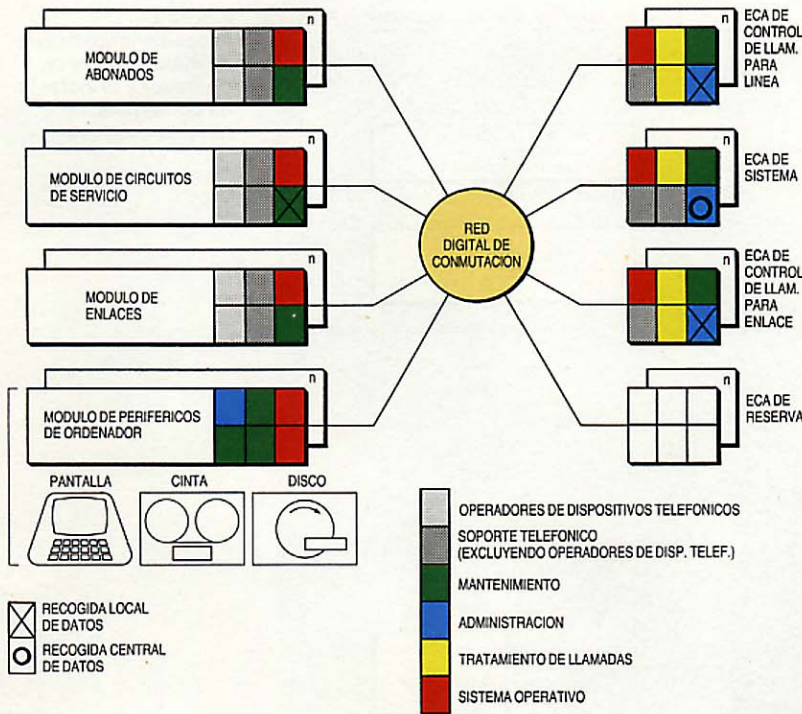 n
MODULO DE
ABONADOS
n
MODULO DE CIRCUITOS
DE SERVICIO
n
MODULO DE
ENLACES
n
MODULO DE PERIFERICOS
DE ORDENADOR
PANTALLA
CINTA
DISCO
RECOGIDA LOCAL
DE DATOS
RECOGIDA CENTRAL
DE DATOS
RED
DIGITAL DE
CONMUTACION
n
ECA DE
CONTROL
DE LLAM.
PARA
LINEA
n
ECA DE
SISTEMA
n
ECA DE
CONTROL
DE LLAM.
PARA
ENLACE
n
ECA DE
RESERVA
OPERADORES DE DISPOSITIVOS TELEFONICOS
SOPORTE TELEFONICO
(EXCLUYENDO OPERADORES DE DISP. TELEF.)
MANTENIMIENTO
ADMINISTRACION
TRATAMIENTO DE LLAMADAS
SISTEMA OPERATIVO